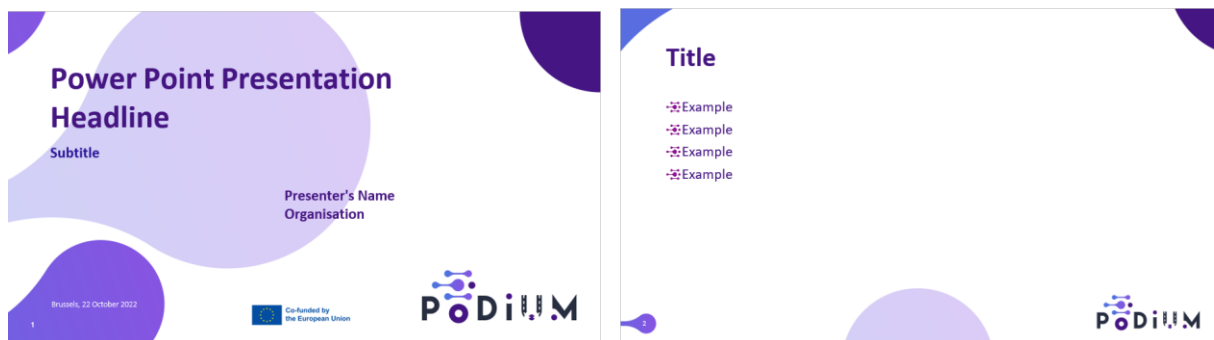 Power Point Presentation
Headline
Subtitle
Presenter's Name
Organisation
Brussels, 22 October 2022
1
Co-funded by
the European Union
PoDiUM
Title
Example
Example
Example
Example
2
PoDiUM